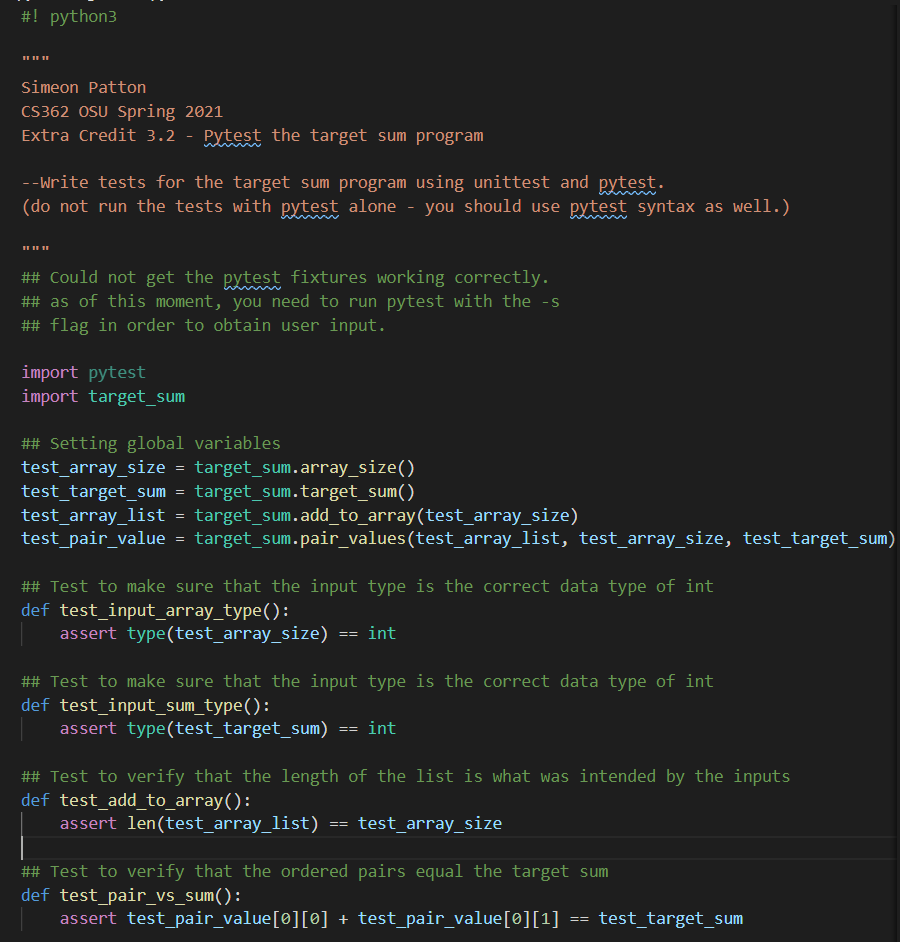 #! python3
"""
Simeon Patton
CS362 OSU Spring 2021
Extra Credit 3.2 - Pytest the target sum program
--Write tests for the target sum program using unittest and pytest.
(do not run the tests with pytest alone - you should use pytest syntax as well.)
"""
## Could not get the pytest fixtures working correctly.
## as of this moment, you need to run pytest with the -s
## flag in order to obtain user input.
import pytest
import target_sum
## Setting global variables
test_array_size = target_sum.array_size()
test_target_sum = target_sum.target_sum()
test_array_list = target_sum.add_to_array(test_array_size)
test_pair_value = target_sum.pair_values(test_array_list, test_array_size, test_target_sum)
## Test to make sure that the input type is the correct data type of int
def test_input_array_type():
    assert type(test_array_size) == int
## Test to make sure that the input type is the correct data type of int
def test_input_sum_type():
    assert type(test_target_sum) == int
## Test to verify that the length of the list is what was intended by the inputs
def test_add_to_array():
    assert len(test_array_list) == test_array_size
## Test to verify that the ordered pairs equal the target sum
def test_pair_vs_sum():
    assert test_pair_value[0][0] + test_pair_value[0][1] == test_target_sum